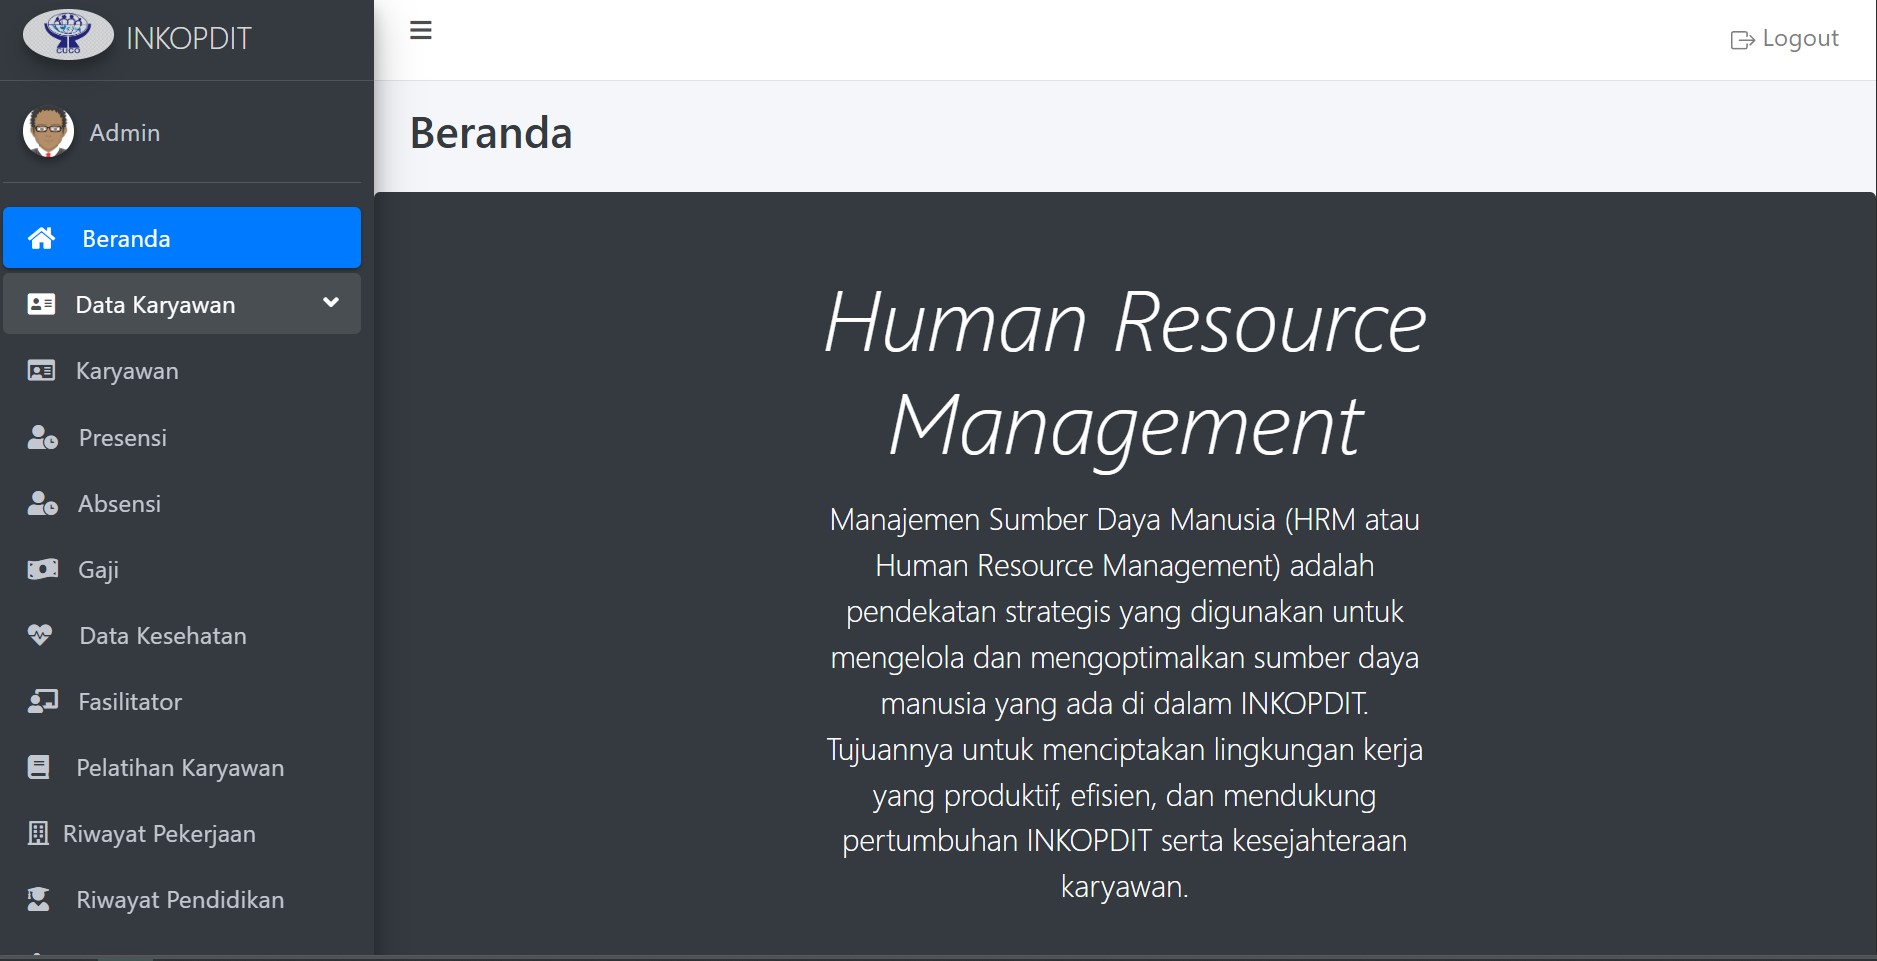 CUCO
INKOPDIT
Logout
Admin
Beranda
Beranda
Data Karyawan
Karyawan
Presensi
Absensi
Gaji
Data Kesehatan
Fasilitator
Pelatihan Karyawan
Riwayat Pekerjaan
Riwayat Pendidikan
Human Resource
Management
Manajemen Sumber Daya Manusia (HRM atau
Human Resource Management) adalah
pendekatan strategis yang digunakan untuk
mengelola dan mengoptimalkan sumber daya
manusia yang ada di dalam INKOPDIT.
Tujuannya untuk menciptakan lingkungan kerja
yang produktif, efisien, dan mendukung
pertumbuhan INKOPDIT serta kesejahteraan
karyawan.